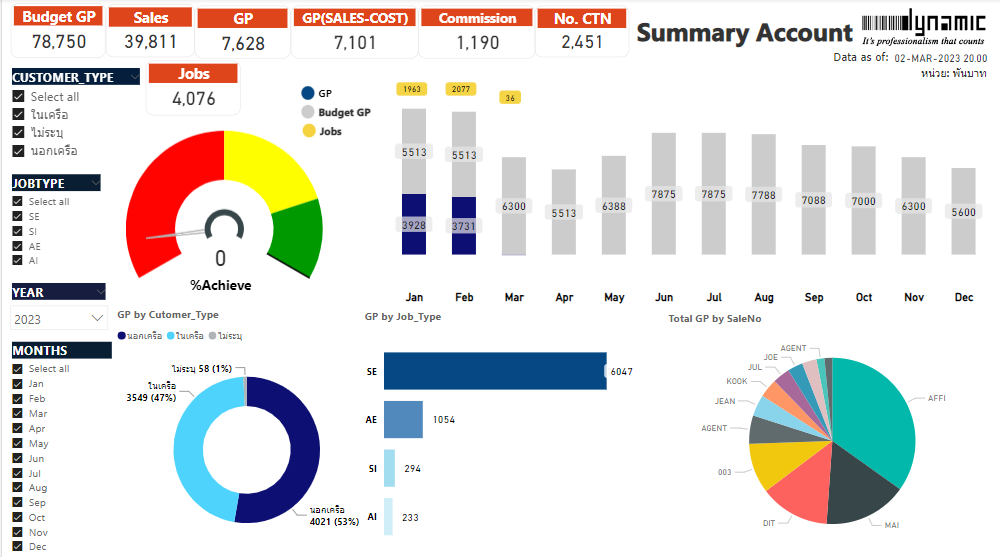 Budget GP
78,750
Sales
39,811
GP
7,628
GP(SALES-COST)
7,101
Commission
1,190
No. CTN
2,451
Summary Account
dynamic
It's professionalism that counts
Data as of: 02-MAR-2023 20.00
หน่วย: พันบาท
CUSTOMER_TYPE
Select all
ในเครือ
ไม่ระบุ
นอกเครือ
Jobs
4,076
JOBTYPE
Select all
SE
SI
AE
AI
YEAR
2023
MONTHS
Select all
Jan
Feb
Mar
Apr
May
Jun
Jul
Aug
Sep
Oct
Nov
Dec
0
%Achieve
GP
Budget GP
Jobs
1963
2077
36
5513
5513
3928
3731
6300
5513
6388
7875
7875
7788
7088
7000
6300
5600
Jan
Feb
Mar
Apr
May
Jun
Jul
Aug
Sep
Oct
Nov
Dec
GP by Cutomer_Type
นอกเครือ ในเครือ ไม่ระบุ
ไม่ระบุ 58 (1%)
ในเครือ
3549 (47%)
นอกเครือ
4021 (53%)
GP by Job_Type
SE 6047
AE 1054
SI 294
AI 233
Total GP by SaleNo
AGENT
JOE
JUL
KOOK
JEAN
AGENT
003
DIT
MAI
AFFI